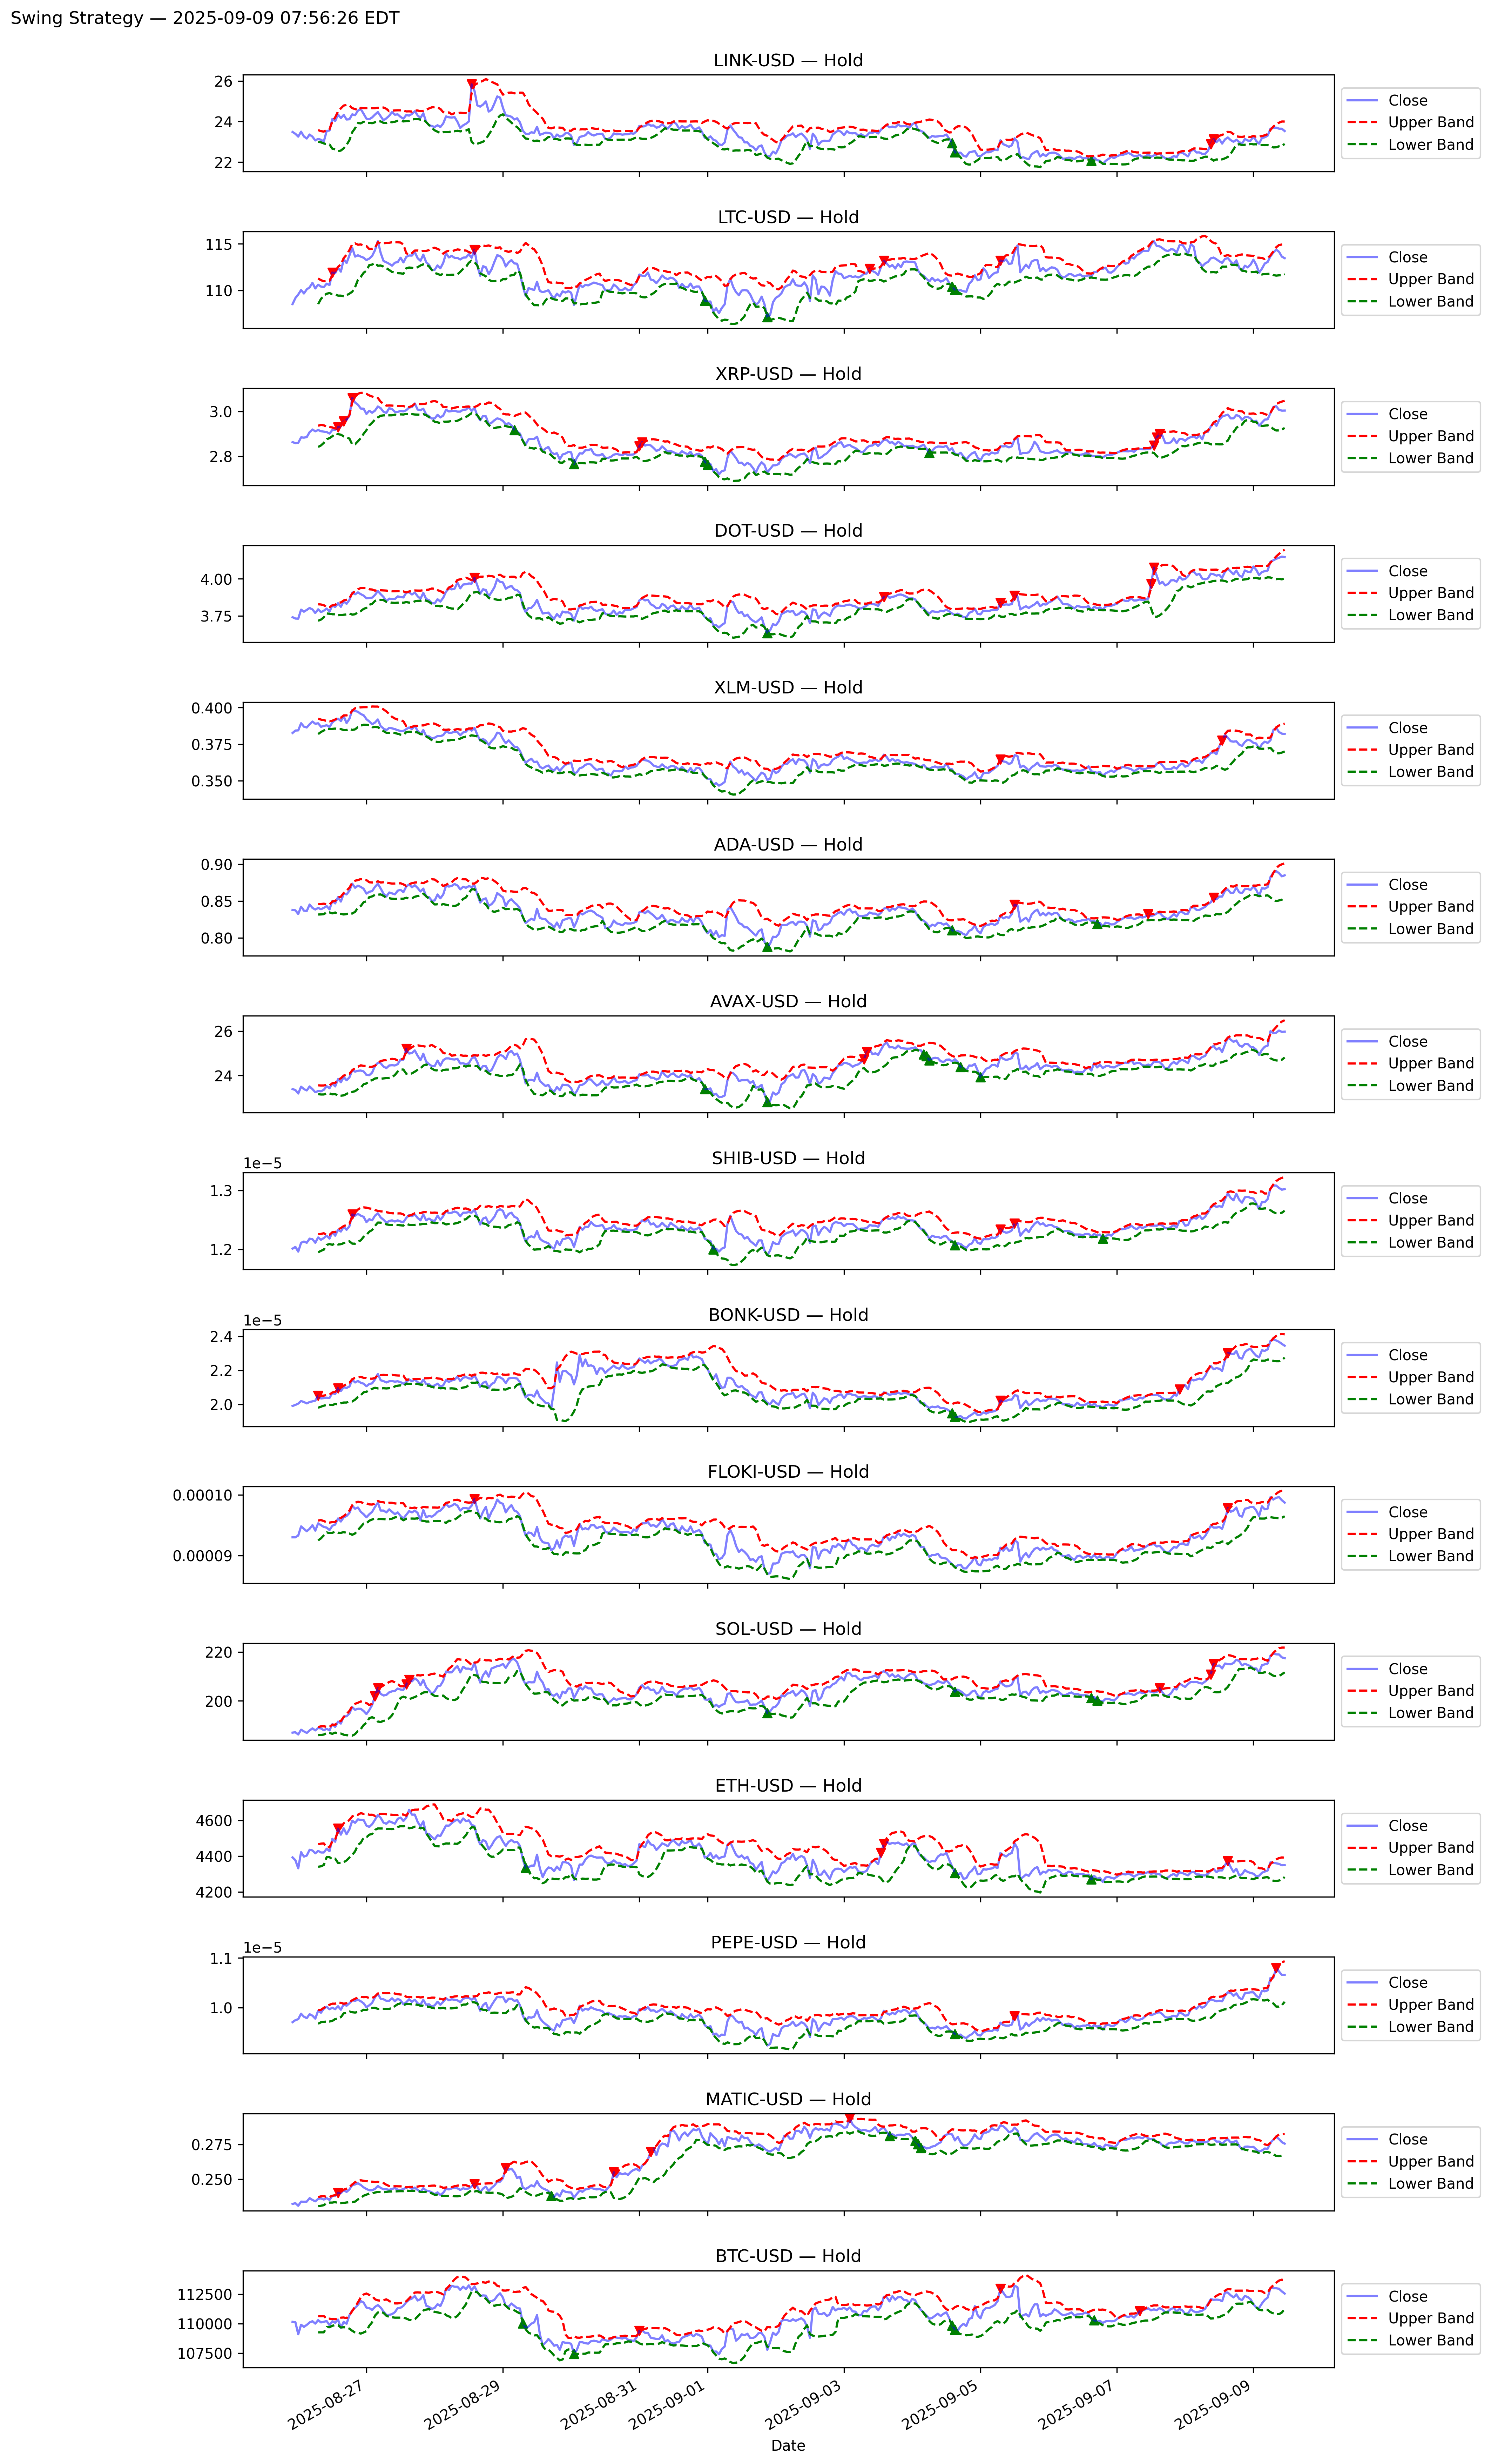 Swing Strategy — 2025-09-09 07:56:26 EDT
LINK-USD — Hold
26
24
22
Close
Upper Band
Lower Band
LTC-USD — Hold
115
110
Close
Upper Band
Lower Band
XRP-USD — Hold
3.0
2.8
Close
Upper Band
Lower Band
DOT-USD — Hold
4.00
3.75
Close
Upper Band
Lower Band
XLM-USD — Hold
0.400
0.375
0.350
Close
Upper Band
Lower Band
ADA-USD — Hold
0.90
0.85
0.80
Close
Upper Band
Lower Band
AVAX-USD — Hold
26
24
Close
Upper Band
Lower Band
SHIB-USD — Hold
1e−5
1.3
1.2
Close
Upper Band
Lower Band
BONK-USD — Hold
1e−5
2.4
2.2
2.0
Close
Upper Band
Lower Band
FLOKI-USD — Hold
0.00010
0.00009
Close
Upper Band
Lower Band
SOL-USD — Hold
220
200
Close
Upper Band
Lower Band
ETH-USD — Hold
4600
4400
4200
Close
Upper Band
Lower Band
PEPE-USD — Hold
1e−5
1.1
1.0
Close
Upper Band
Lower Band
MATIC-USD — Hold
0.275
0.250
Close
Upper Band
Lower Band
BTC-USD — Hold
112500
110000
107500
Close
Upper Band
Lower Band
2025-08-27
2025-08-29
2025-08-31
2025-09-01
2025-09-03
2025-09-05
2025-09-07
2025-09-09
Date